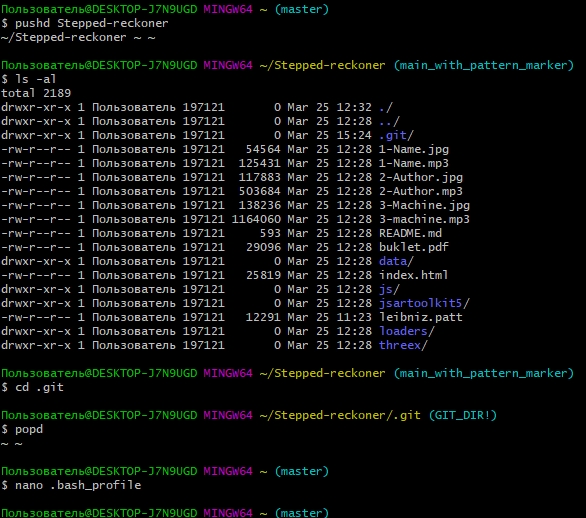 Пользователь@DESKTOP-J7N9UGD MINGW64 ~ (master)
$ pushd Stepped-reckoner
~/Stepped-reckoner ~ ~
Пользователь@DESKTOP-J7N9UGD MINGW64 ~/Stepped-reckoner (main_with_pattern_marker)
$ ls -al
total 2189
drwxr-xr-x 1 Пользователь 197121       0 Mar 25 12:32 ./
drwxr-xr-x 1 Пользователь 197121       0 Mar 25 12:28 ../
drwxr-xr-x 1 Пользователь 197121       0 Mar 25 15:24 .git/
-rw-r--r-- 1 Пользователь 197121   54564 Mar 25 12:28 1-Name.jpg
-rw-r--r-- 1 Пользователь 197121  125431 Mar 25 12:28 1-Name.mp3
-rw-r--r-- 1 Пользователь 197121  117883 Mar 25 12:28 2-Author.jpg
-rw-r--r-- 1 Пользователь 197121  503684 Mar 25 12:28 2-Author.mp3
-rw-r--r-- 1 Пользователь 197121  138236 Mar 25 12:28 3-Machine.jpg
-rw-r--r-- 1 Пользователь 197121 1164060 Mar 25 12:28 3-machine.mp3
-rw-r--r-- 1 Пользователь 197121     593 Mar 25 12:28 README.md
-rw-r--r-- 1 Пользователь 197121   29096 Mar 25 12:28 buklet.pdf
drwxr-xr-x 1 Пользователь 197121       0 Mar 25 12:28 data/
-rw-r--r-- 1 Пользователь 197121   25819 Mar 25 12:28 index.html
drwxr-xr-x 1 Пользователь 197121       0 Mar 25 12:28 js/
drwxr-xr-x 1 Пользователь 197121       0 Mar 25 12:28 jsartoolkit5/
-rw-r--r-- 1 Пользователь 197121   12291 Mar 25 11:23 leibniz.patt
drwxr-xr-x 1 Пользователь 197121       0 Mar 25 12:28 loaders/
drwxr-xr-x 1 Пользователь 197121       0 Mar 25 12:28 threex/
Пользователь@DESKTOP-J7N9UGD MINGW64 ~/Stepped-reckoner (main_with_pattern_marker)
$ cd .git
Пользователь@DESKTOP-J7N9UGD MINGW64 ~/Stepped-reckoner/.git (GIT_DIR!)
$ popd
~ ~
Пользователь@DESKTOP-J7N9UGD MINGW64 ~ (master)
$ nano .bash_profile
Пользователь@DESKTOP-J7N9UGD MINGW64 ~ (master)